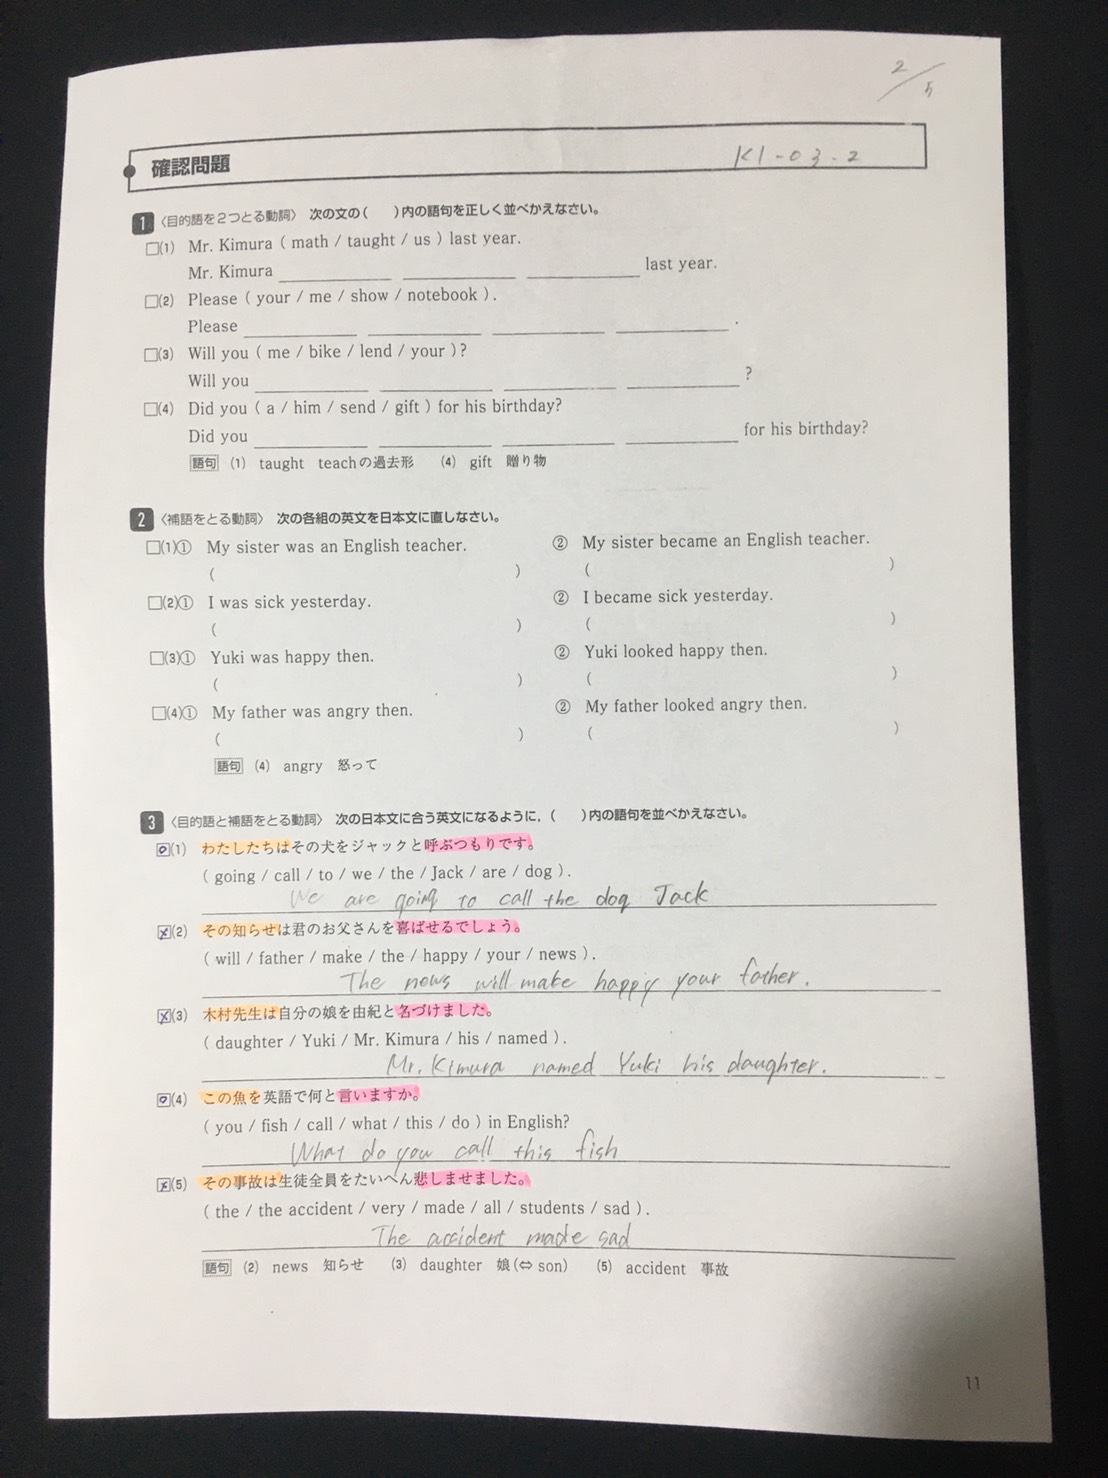 2/5
確認問題
K1-03-2
1 〈目的語を2つとる動詞〉 次の文の( )内の語句を正しく並べかえなさい。
□(1) Mr. Kimura ( math / taught / us ) last year.
Mr. Kimura ______ ______ ______ last year.
□(2) Please ( your / me / show / notebook ).
Please ______ ______ ______ ______ .
□(3) Will you ( me / bike / lend / your )?
Will you ______ ______ ______ ______ ?
□(4) Did you ( a / him / send / gift ) for his birthday?
Did you ______ ______ ______ ______ for his birthday?
語句 (1) taught teachの過去形 (4) gift 贈り物
2 〈補語をとる動詞〉 次の各組の英文を日本文に直しなさい。
□(1)① My sister was an English teacher. ② My sister became an English teacher.
( ) ( )
□(2)① I was sick yesterday. ② I became sick yesterday.
( ) ( )
□(3)① Yuki was happy then. ② Yuki looked happy then.
( ) ( )
□(4)① My father was angry then. ② My father looked angry then.
( ) ( )
語句 (4) angry 怒って
3 〈目的語と補語をとる動詞〉 次の日本文に合う英文になるように，( )内の語句を並べかえなさい。
□(1) わたしたちはその犬をジャックと呼ぶつもりです。
( going / call / to / we / the / Jack / are / dog ).
We are going to call the dog Jack
□(2) その知らせは君のお父さんを喜ばせるでしょう。
( will / father / make / the / happy / your / news ).
The news will make happy your father.
□(3) 木村先生は自分の娘を由紀と名づけました。
( daughter / Yuki / Mr. Kimura / his / named ).
Mr. Kimura named Yuki his daughter.
□(4) この魚を英語で何と言いますか。
( you / fish / call / what / this / do ) in English?
What do you call this fish
□(5) その事故は生徒全員をたいへん悲しませました。
( the / the accident / very / made / all / students / sad ).
The accident made sad
語句 (2) news 知らせ (3) daughter 娘(⇔son) (5) accident 事故
11